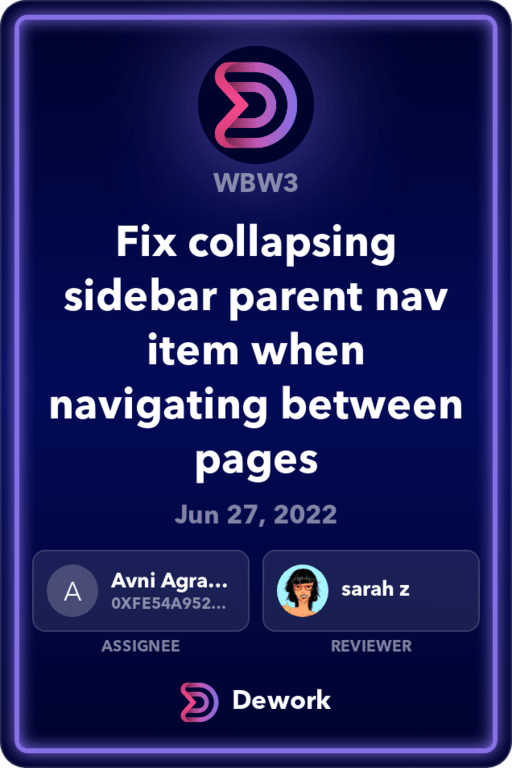 WBW3
Fix collapsing
sidebar parent nav
item when
navigating between
pages
Jun 27, 2022
A
Avni Agra...
0XFE54A952...
ASSIGNEE
sarah z
REVIEWER
Dework